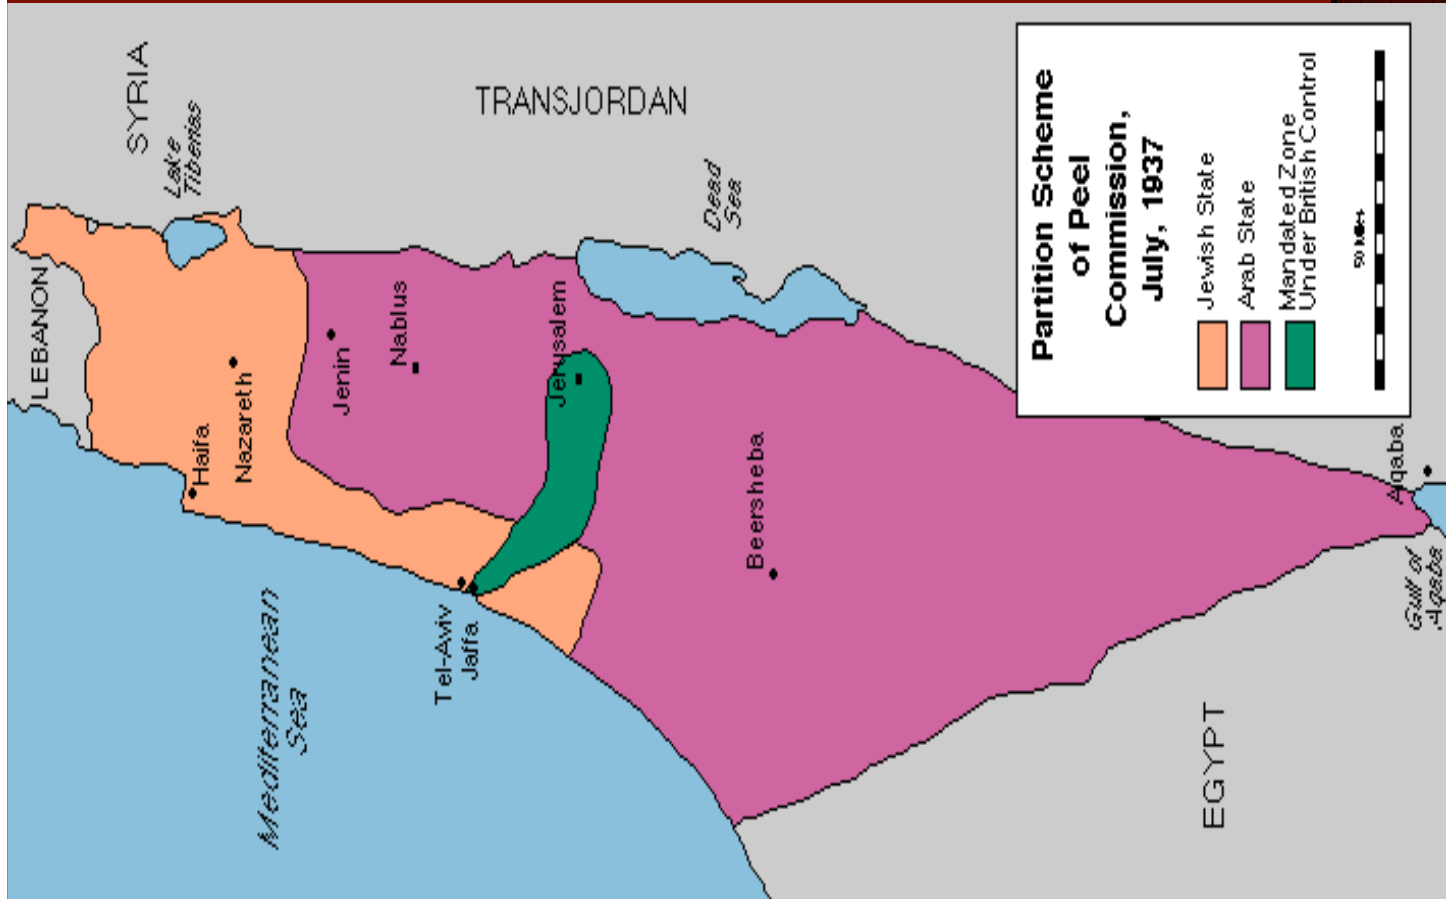 SYRIA
Lake
Tiberias
LEBANON
TRANSJORDAN
Dead
Sea
Haifa
Nazareth
Jenin
Nablus
Jerusalem
Mediterranean
Sea
Tel-Aviv
Jaffa
Beersheba
EGYPT
Aqaba
Gulf of
Aqaba
Partition Scheme
of Peel
Commission,
July, 1937
Jewish State
Arab State
Mandated Zone
Under British Control
50 Miles